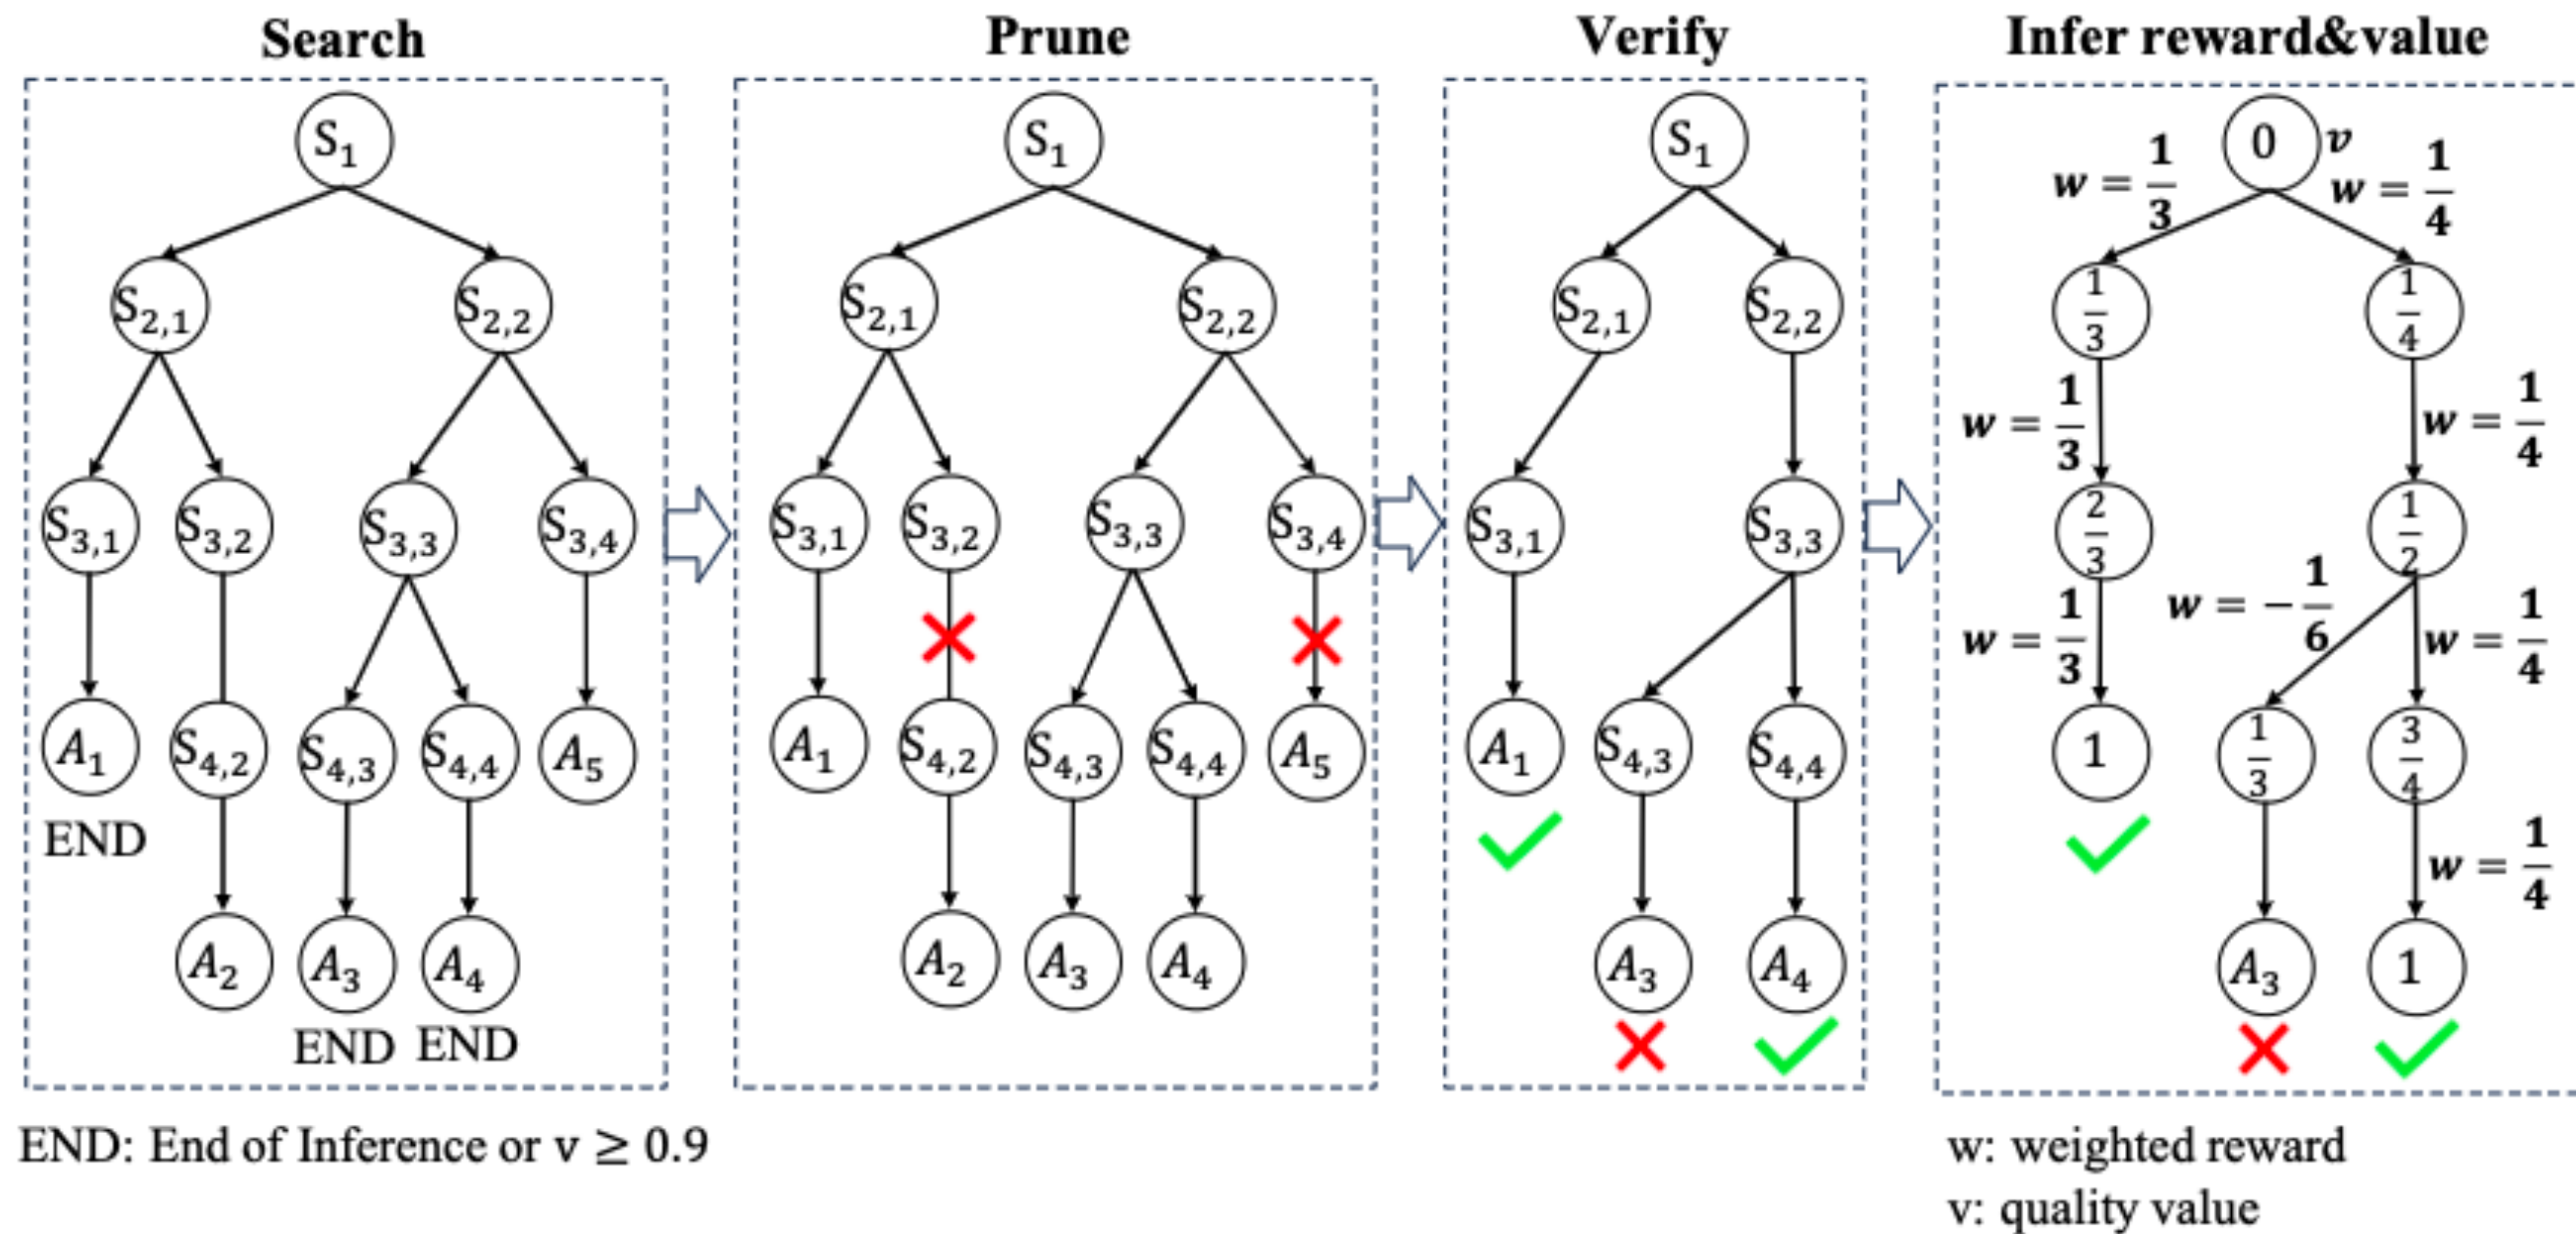 Search
S1
S2,1 S2,2
S3,1 S3,2 S3,3 S3,4
A1 S4,2 S4,3 S4,4 A5
END
A2 A3 A4
END END
END: End of Inference or v ≥ 0.9
Prune
S1
S2,1 S2,2
S3,1 S3,2 S3,3 S3,4
A1 S4,2 S4,3 S4,4 A5
A2 A3 A4
Verify
S1
S2,1 S2,2
S3,1 S3,3
A1 S4,3 S4,4
A3 A4
Infer reward&value
0 v
w = 1/3 w = 1/4
1/3 1/4
w = 1/3 w = 1/4
2/3 1/2
w = 1/3 w = −1/6 w = 1/4
1 1/3 3/4
w = 1/4
A3 1
w: weighted reward
v: quality value